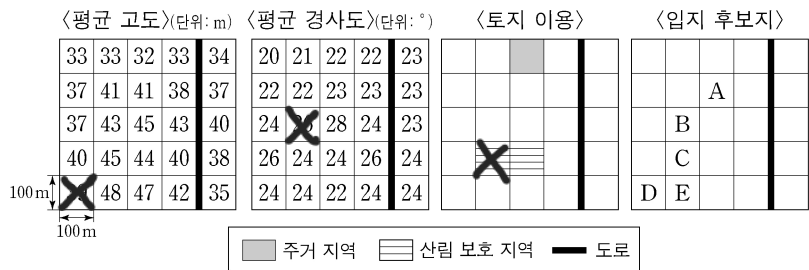 〈평균 고도〉(단위: m) 〈평균 경사도〉(단위: °) 〈토지 이용〉 〈입지 후보지〉
33 33 32 33 34 20 21 22 22 23
37 41 41 38 37 22 22 23 23 23 A
37 43 45 43 40 24 28 24 23 B
40 45 44 40 38 26 24 24 26 24 C
100m 48 47 42 35 24 24 22 24 24 D E
100m
주거 지역 산림 보호 지역 도로